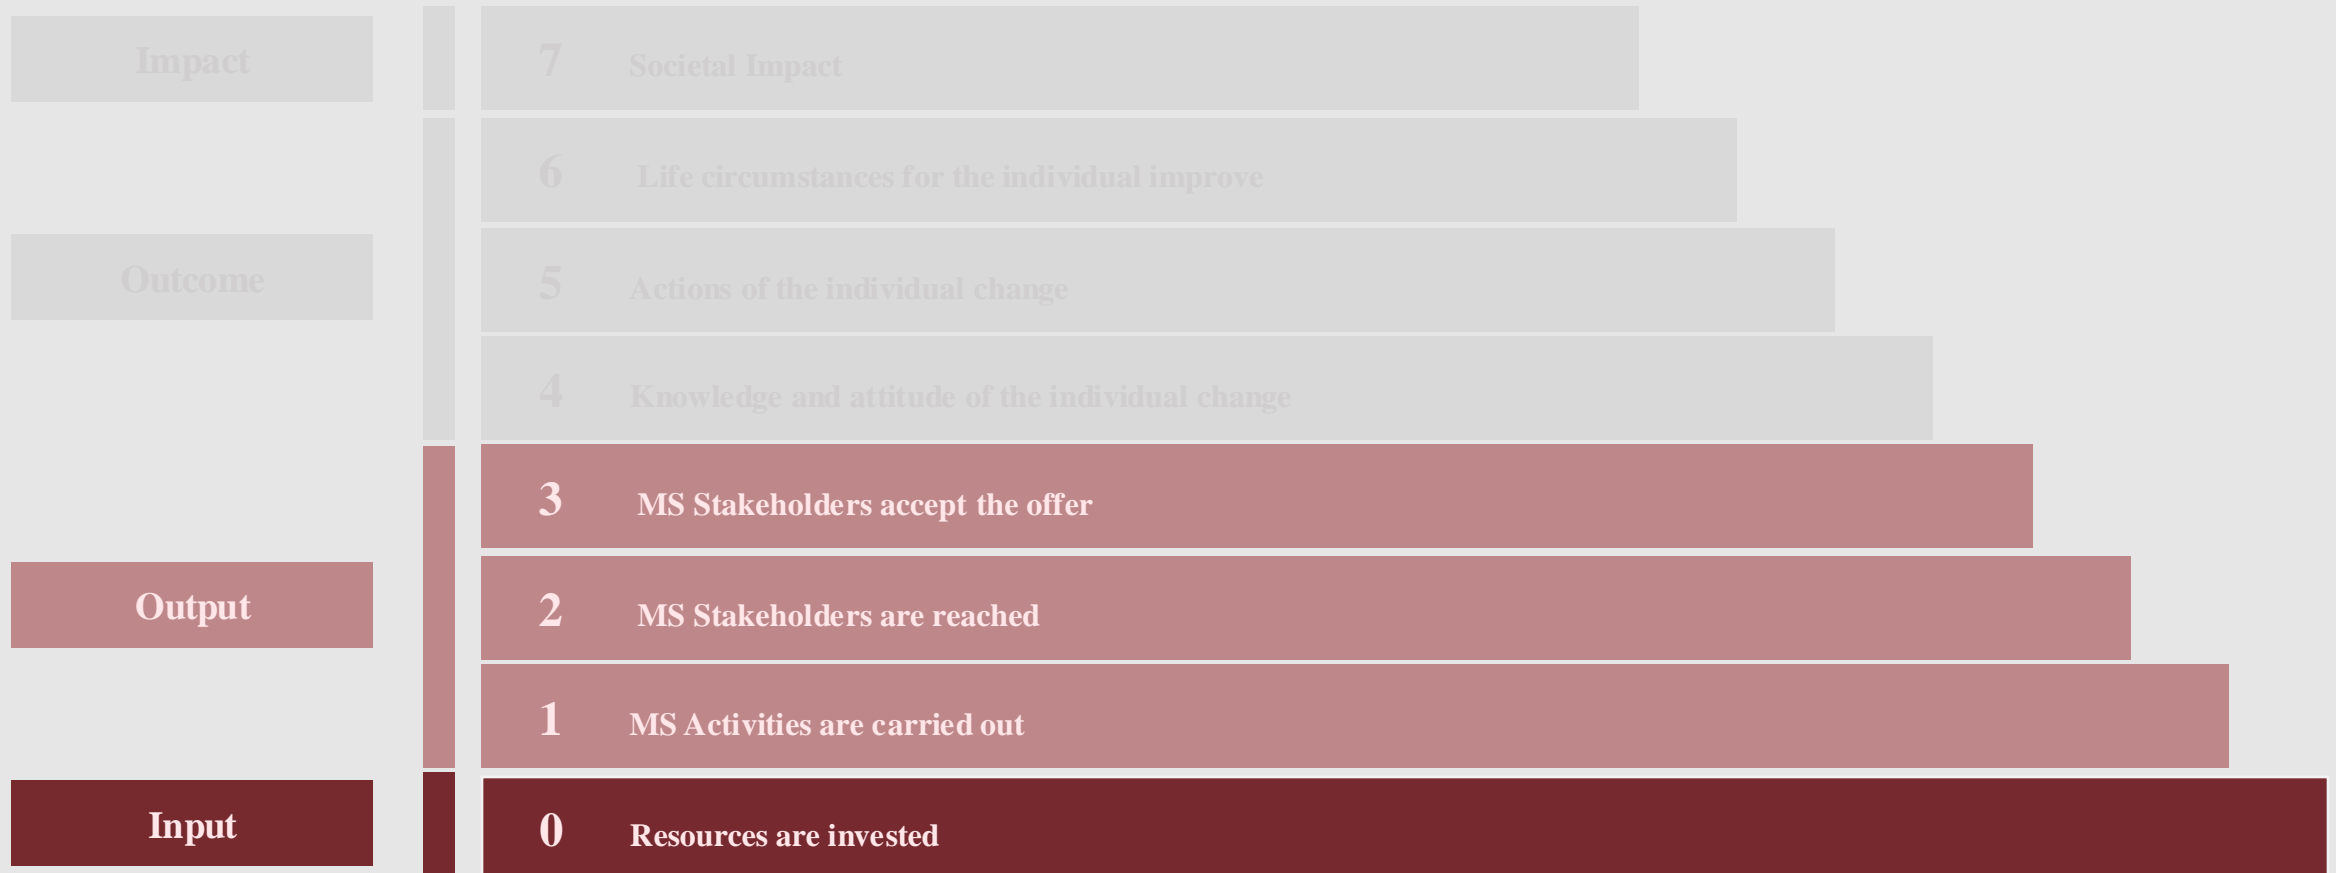 Impact
7 Societal Impact
6 Life circumstances for the individual improve
Outcome
5 Actions of the individual change
4 Knowledge and attitude of the individual change
3 MS Stakeholders accept the offer
Output
2 MS Stakeholders are reached
1 MS Activities are carried out
Input
0 Resources are invested